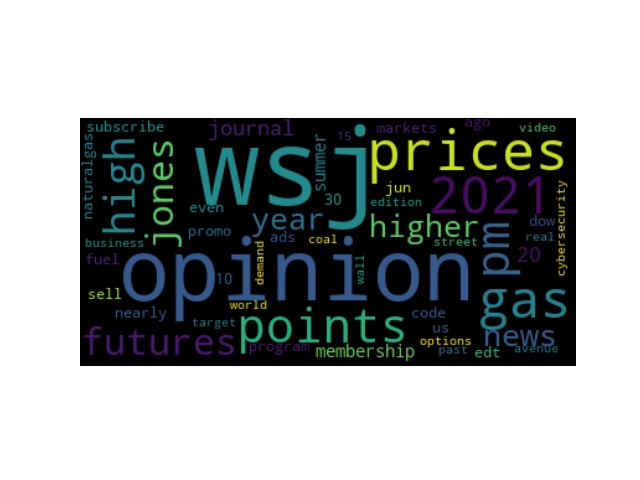 subscribe
journal
15
markets
ago
video
naturalgas
high
jones
wsj
summer
prices
30
jun
2021
edition
cybersecurity
even
promo
year
higher
dow
real
business
ads
coal
street
pm
fuel
opinion
demand
wall
20
sell
10
world
gas
nearly
target
points
code
us
news
futures
program
membership
options
past
edt
avenue